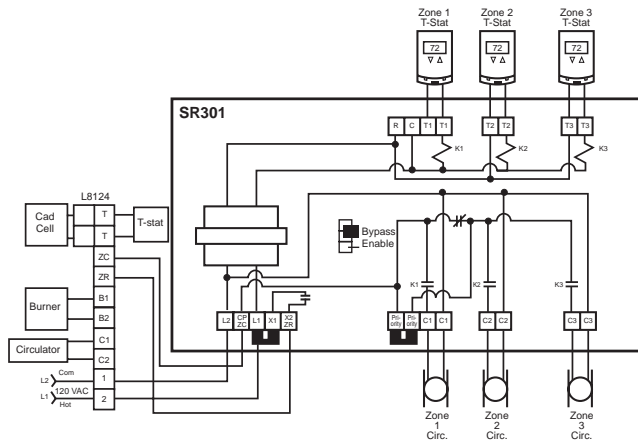 Zone 1
T-Stat
Zone 2
T-Stat
Zone 3
T-Stat
72
72
72
SR301
R
C
T1
T1
T2
T2
T3
T3
K1
K2
K3
L8124
Cad
Cell
T
T
T-stat
ZC
ZR
Burner
B1
B2
Circulator
C1
C2
L2
Com
1
L1
120 VAC
Hot
2
Bypass
Enable
K1
K2
K3
L2
CP
ZC
L1
X1
X2
ZR
Pri-
ority
Pri-
ority
C1
C1
C2
C2
C3
C3
Zone
1
Circ.
Zone
2
Circ.
Zone
3
Circ.